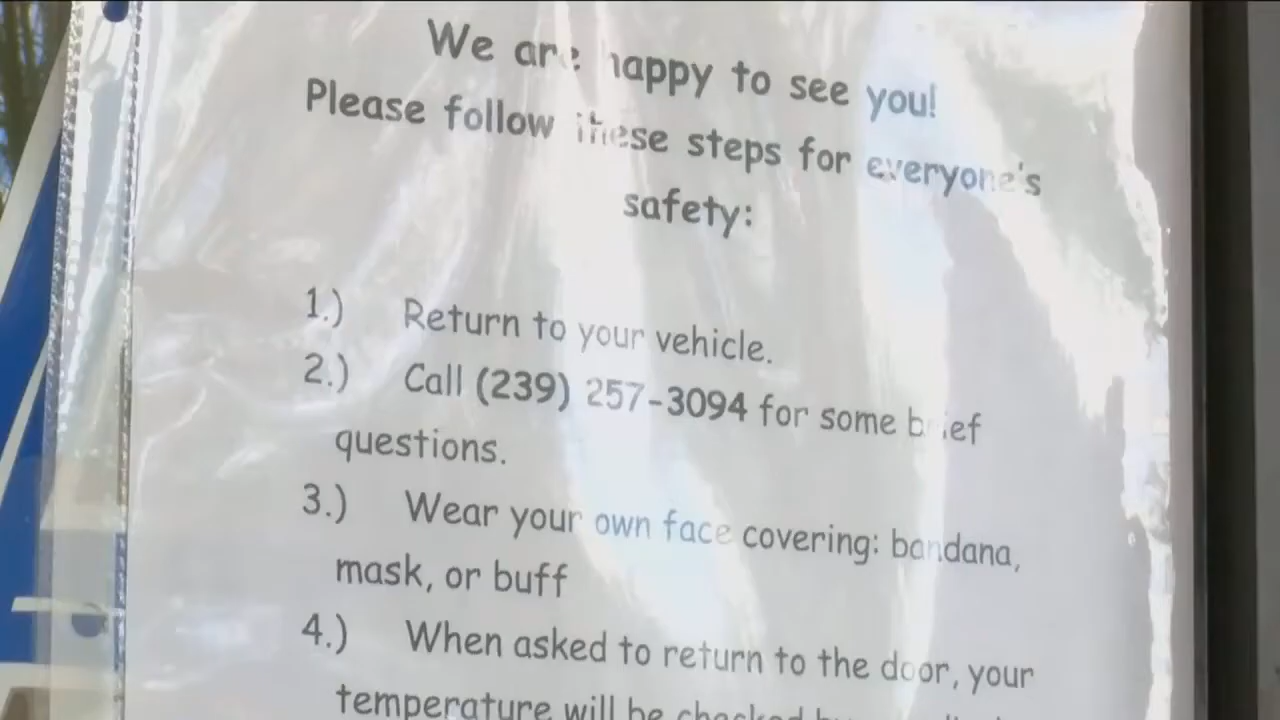 We are happy to see you!
Please follow these steps for everyone's
safety:
1.) Return to your vehicle.
2.) Call (239) 257-3094 for some brief
questions.
3.) Wear your own face covering: bandana,
mask, or buff
4.) When asked to return to the door, your
temperature will be checked